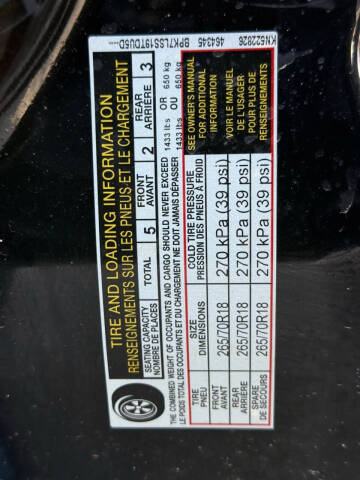 KN522826 464345 BPK7LSS19TDU5D---
TIRE AND LOADING INFORMATION
RENSEIGNEMENTS SUR LES PNEUS ET LE CHARGEMENT
SEATING CAPACITY TOTAL 5 FRONT 2 REAR 3
NOMBRE DE PLACES AVANT ARRIÈRE
THE COMBINED WEIGHT OF OCCUPANTS AND CARGO SHOULD NEVER EXCEED 1433 lbs OU 650 kg
LE POIDS TOTAL DES OCCUPANTS ET DU CHARGEMENT NE DOIT JAMAIS DÉPASSER 1433 lbs OR 650 kg
TIRE SIZE COLD TIRE PRESSURE
PNEU DIMENSIONS PRESSION DES PNEUS À FROID
FRONT 265/70R18 270 kPa (39 psi)
AVANT
REAR 265/70R18 270 kPa (39 psi)
ARRIÈRE
SPARE 265/70R18 270 kPa (39 psi)
DE SECOURS
SEE OWNER'S MANUAL
FOR ADDITIONAL
INFORMATION
VOIR LE MANUEL
DE L'USAGER
POUR PLUS DE
RENSEIGNEMENTS